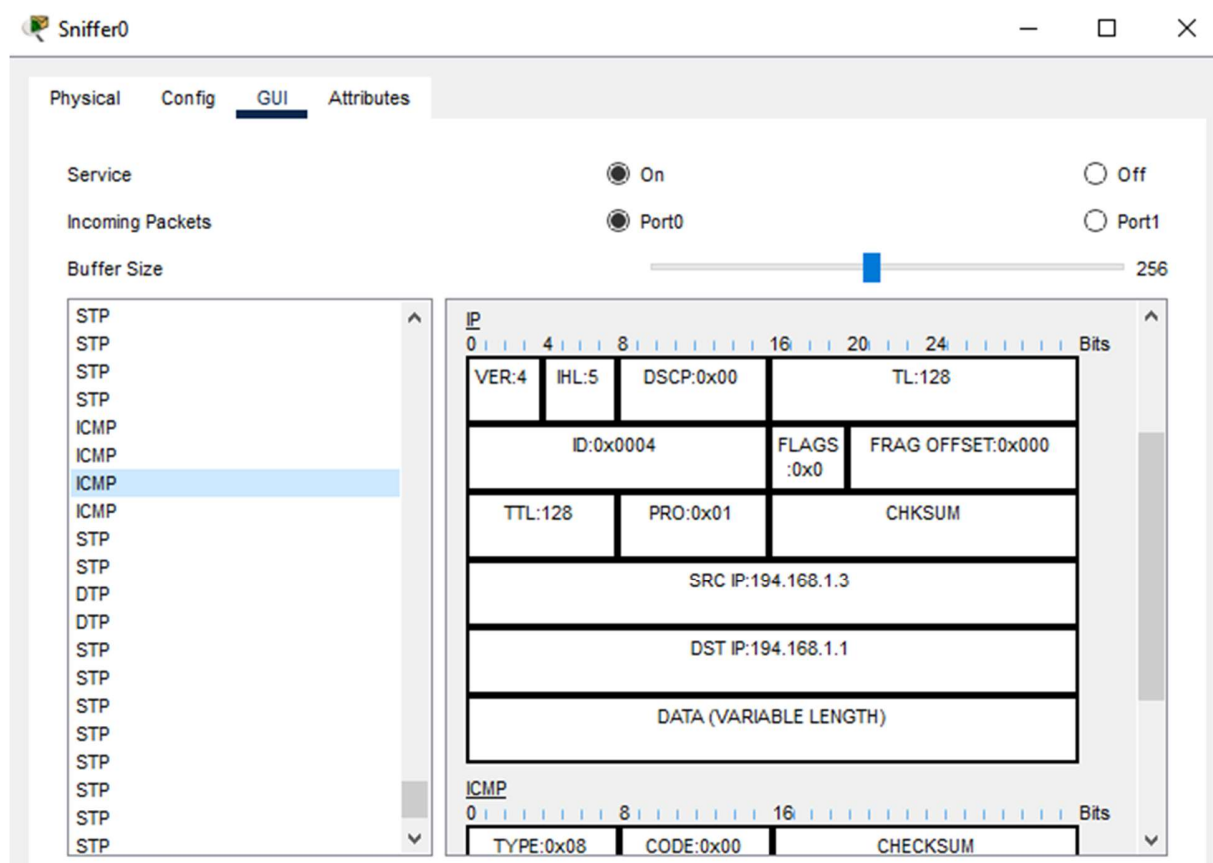 Sniffer0
Physical Config GUI Attributes
Service On Off
Incoming Packets Port0 Port1
Buffer Size 256
STP
STP
STP
STP
ICMP
ICMP
ICMP
ICMP
STP
STP
DTP
DTP
STP
STP
STP
STP
STP
STP
STP
STP
IP
0 4 8 16 20 24 Bits
VER:4 IHL:5 DSCP:0x00 TL:128
ID:0x0004 FLAGS FRAG OFFSET:0x000
:0x0
TTL:128 PRO:0x01 CHKSUM
SRC IP:194.168.1.3
DST IP:194.168.1.1
DATA (VARIABLE LENGTH)
ICMP
0 8 16 Bits
TYPE:0x08 CODE:0x00 CHECKSUM